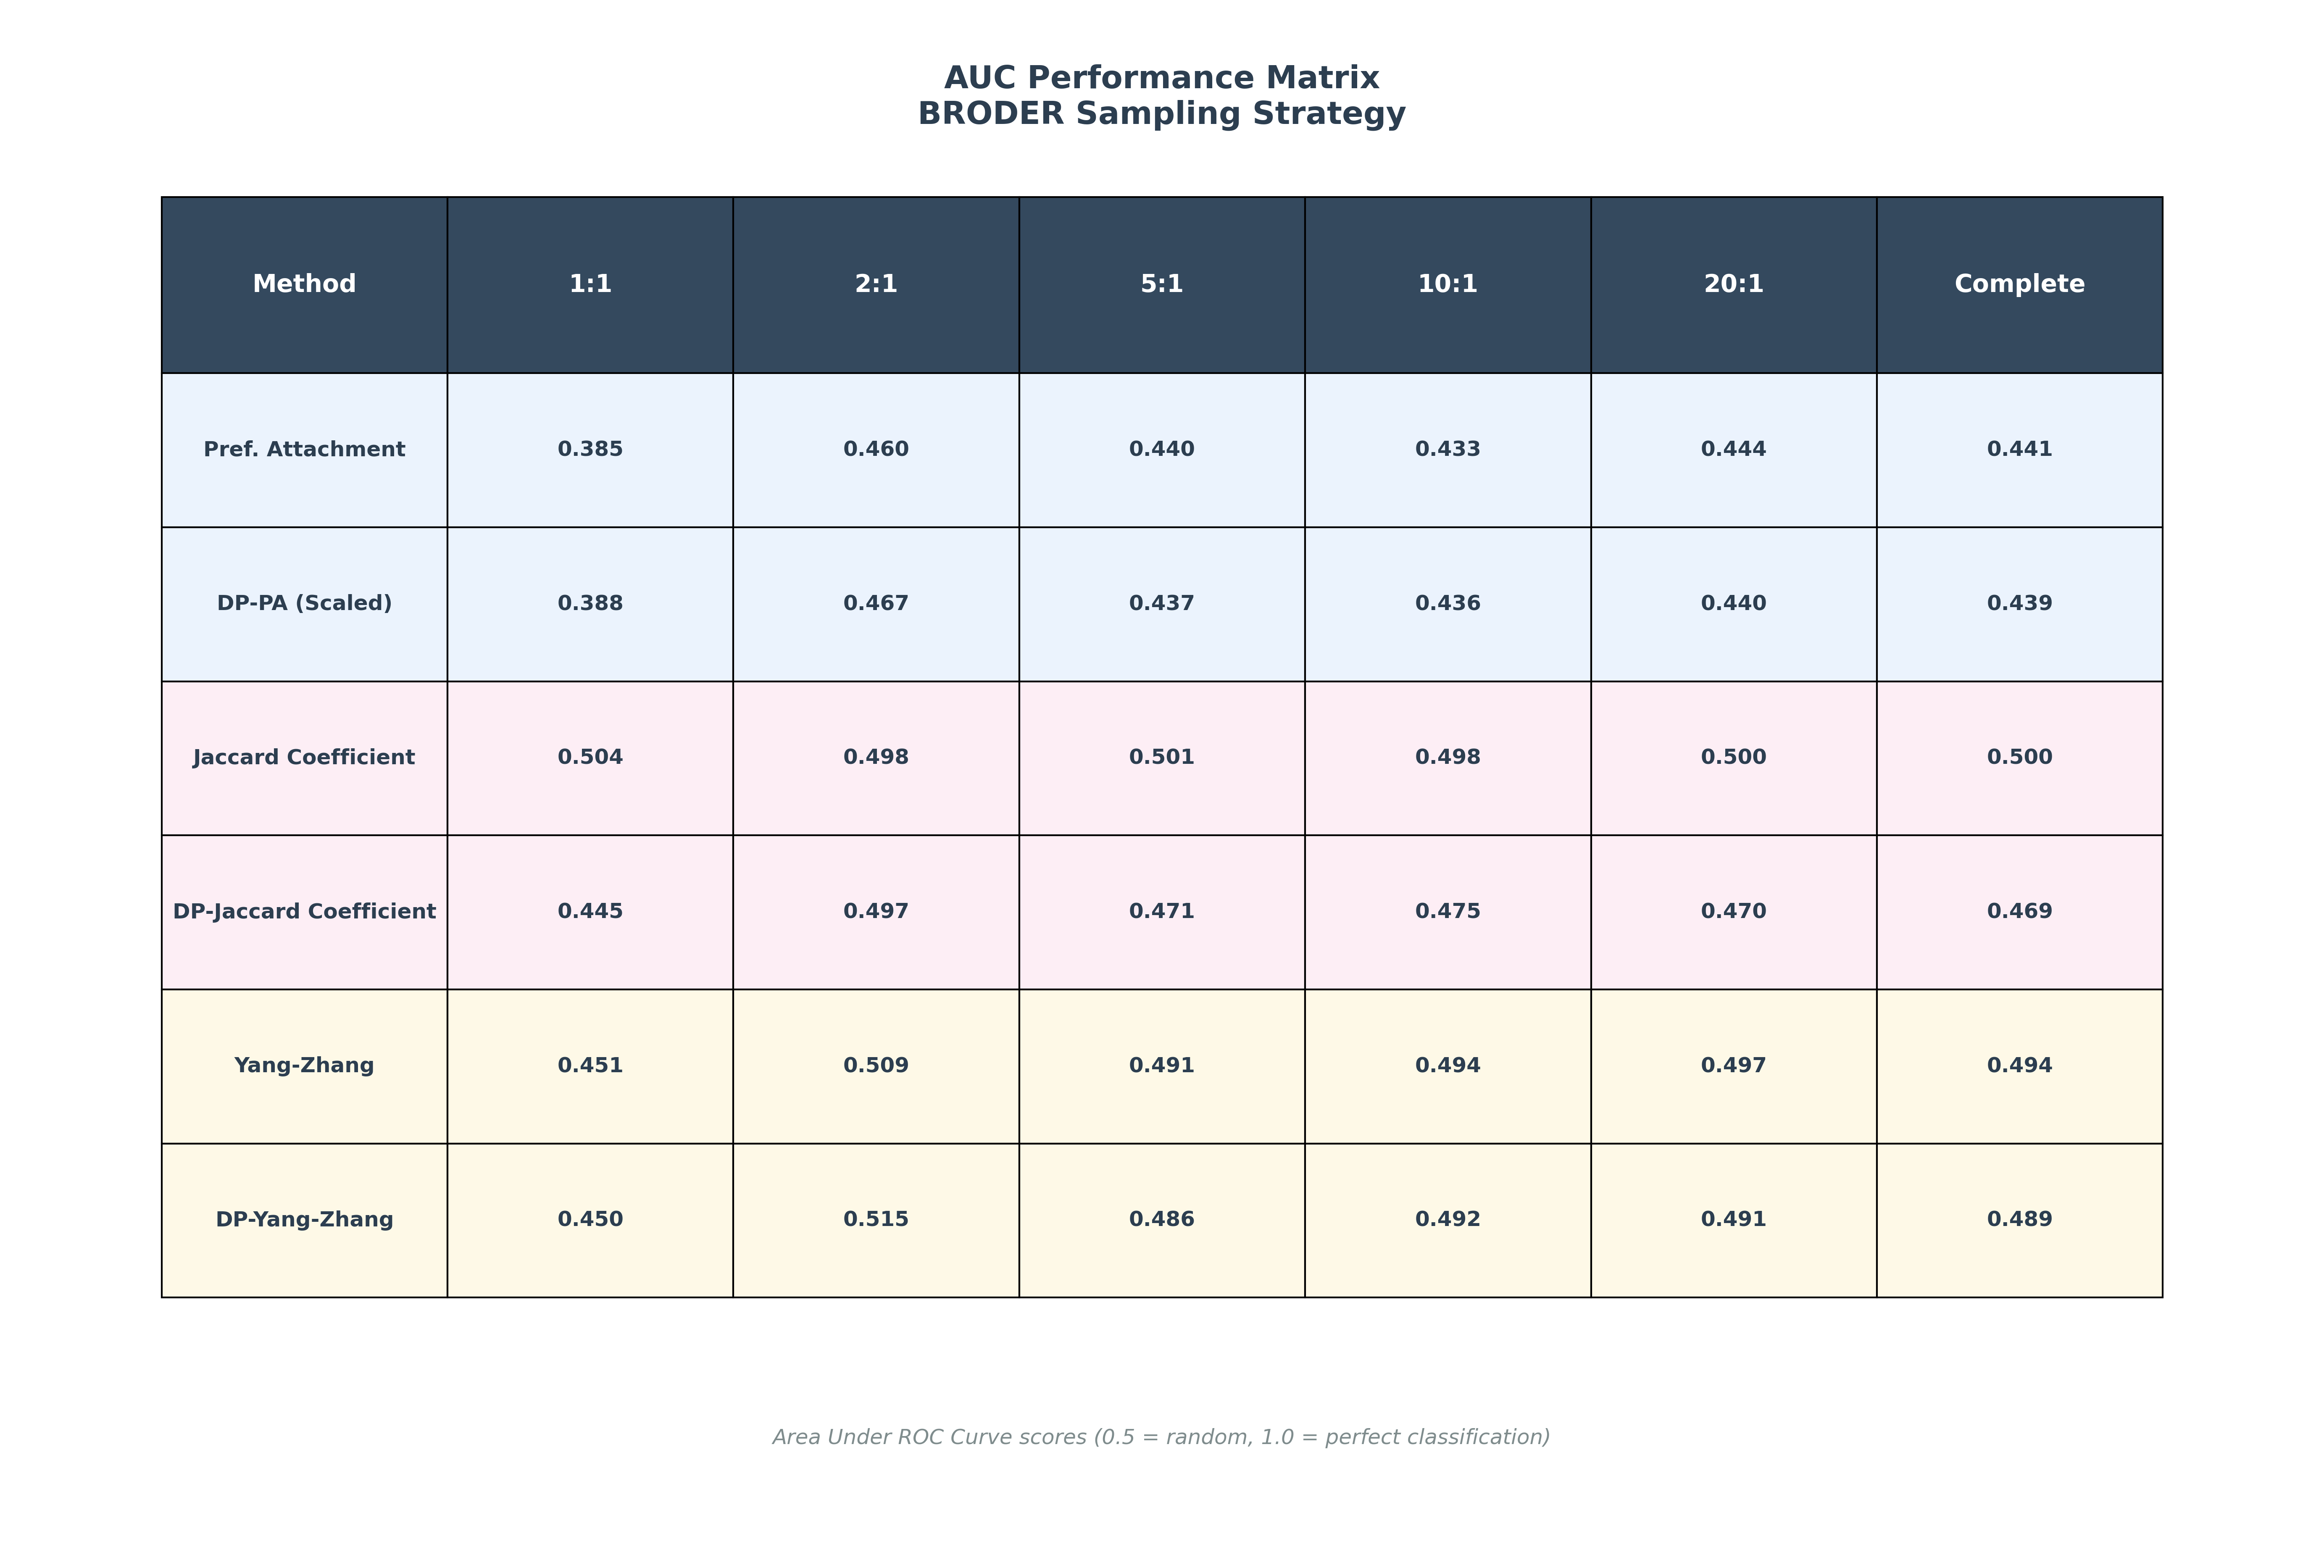 AUC Performance Matrix
BRODER Sampling Strategy
Method 1:1 2:1 5:1 10:1 20:1 Complete
Pref. Attachment 0.385 0.460 0.440 0.433 0.444 0.441
DP-PA (Scaled) 0.388 0.467 0.437 0.436 0.440 0.439
Jaccard Coefficient 0.504 0.498 0.501 0.498 0.500 0.500
DP-Jaccard Coefficient 0.445 0.497 0.471 0.475 0.470 0.469
Yang-Zhang 0.451 0.509 0.491 0.494 0.497 0.494
DP-Yang-Zhang 0.450 0.515 0.486 0.492 0.491 0.489
Area Under ROC Curve scores (0.5 = random, 1.0 = perfect classification)